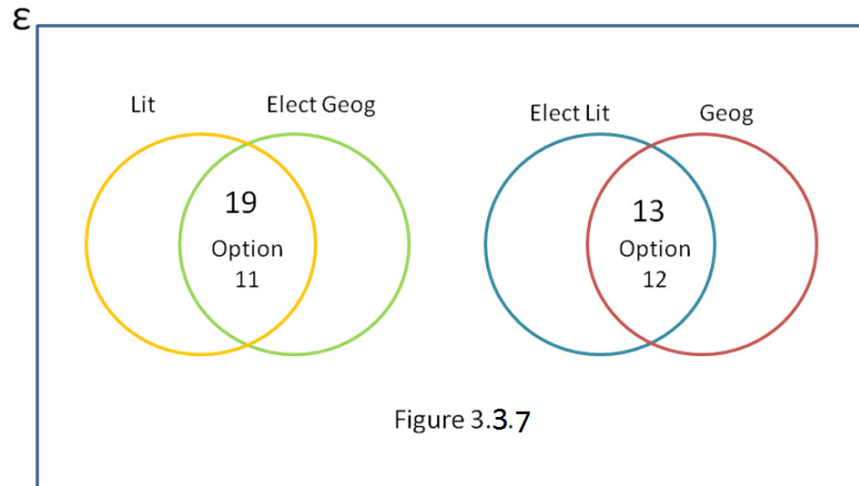 ε
Lit Elect Geog Elect Lit Geog
19 13
Option Option
11 12
Figure 3.3.7